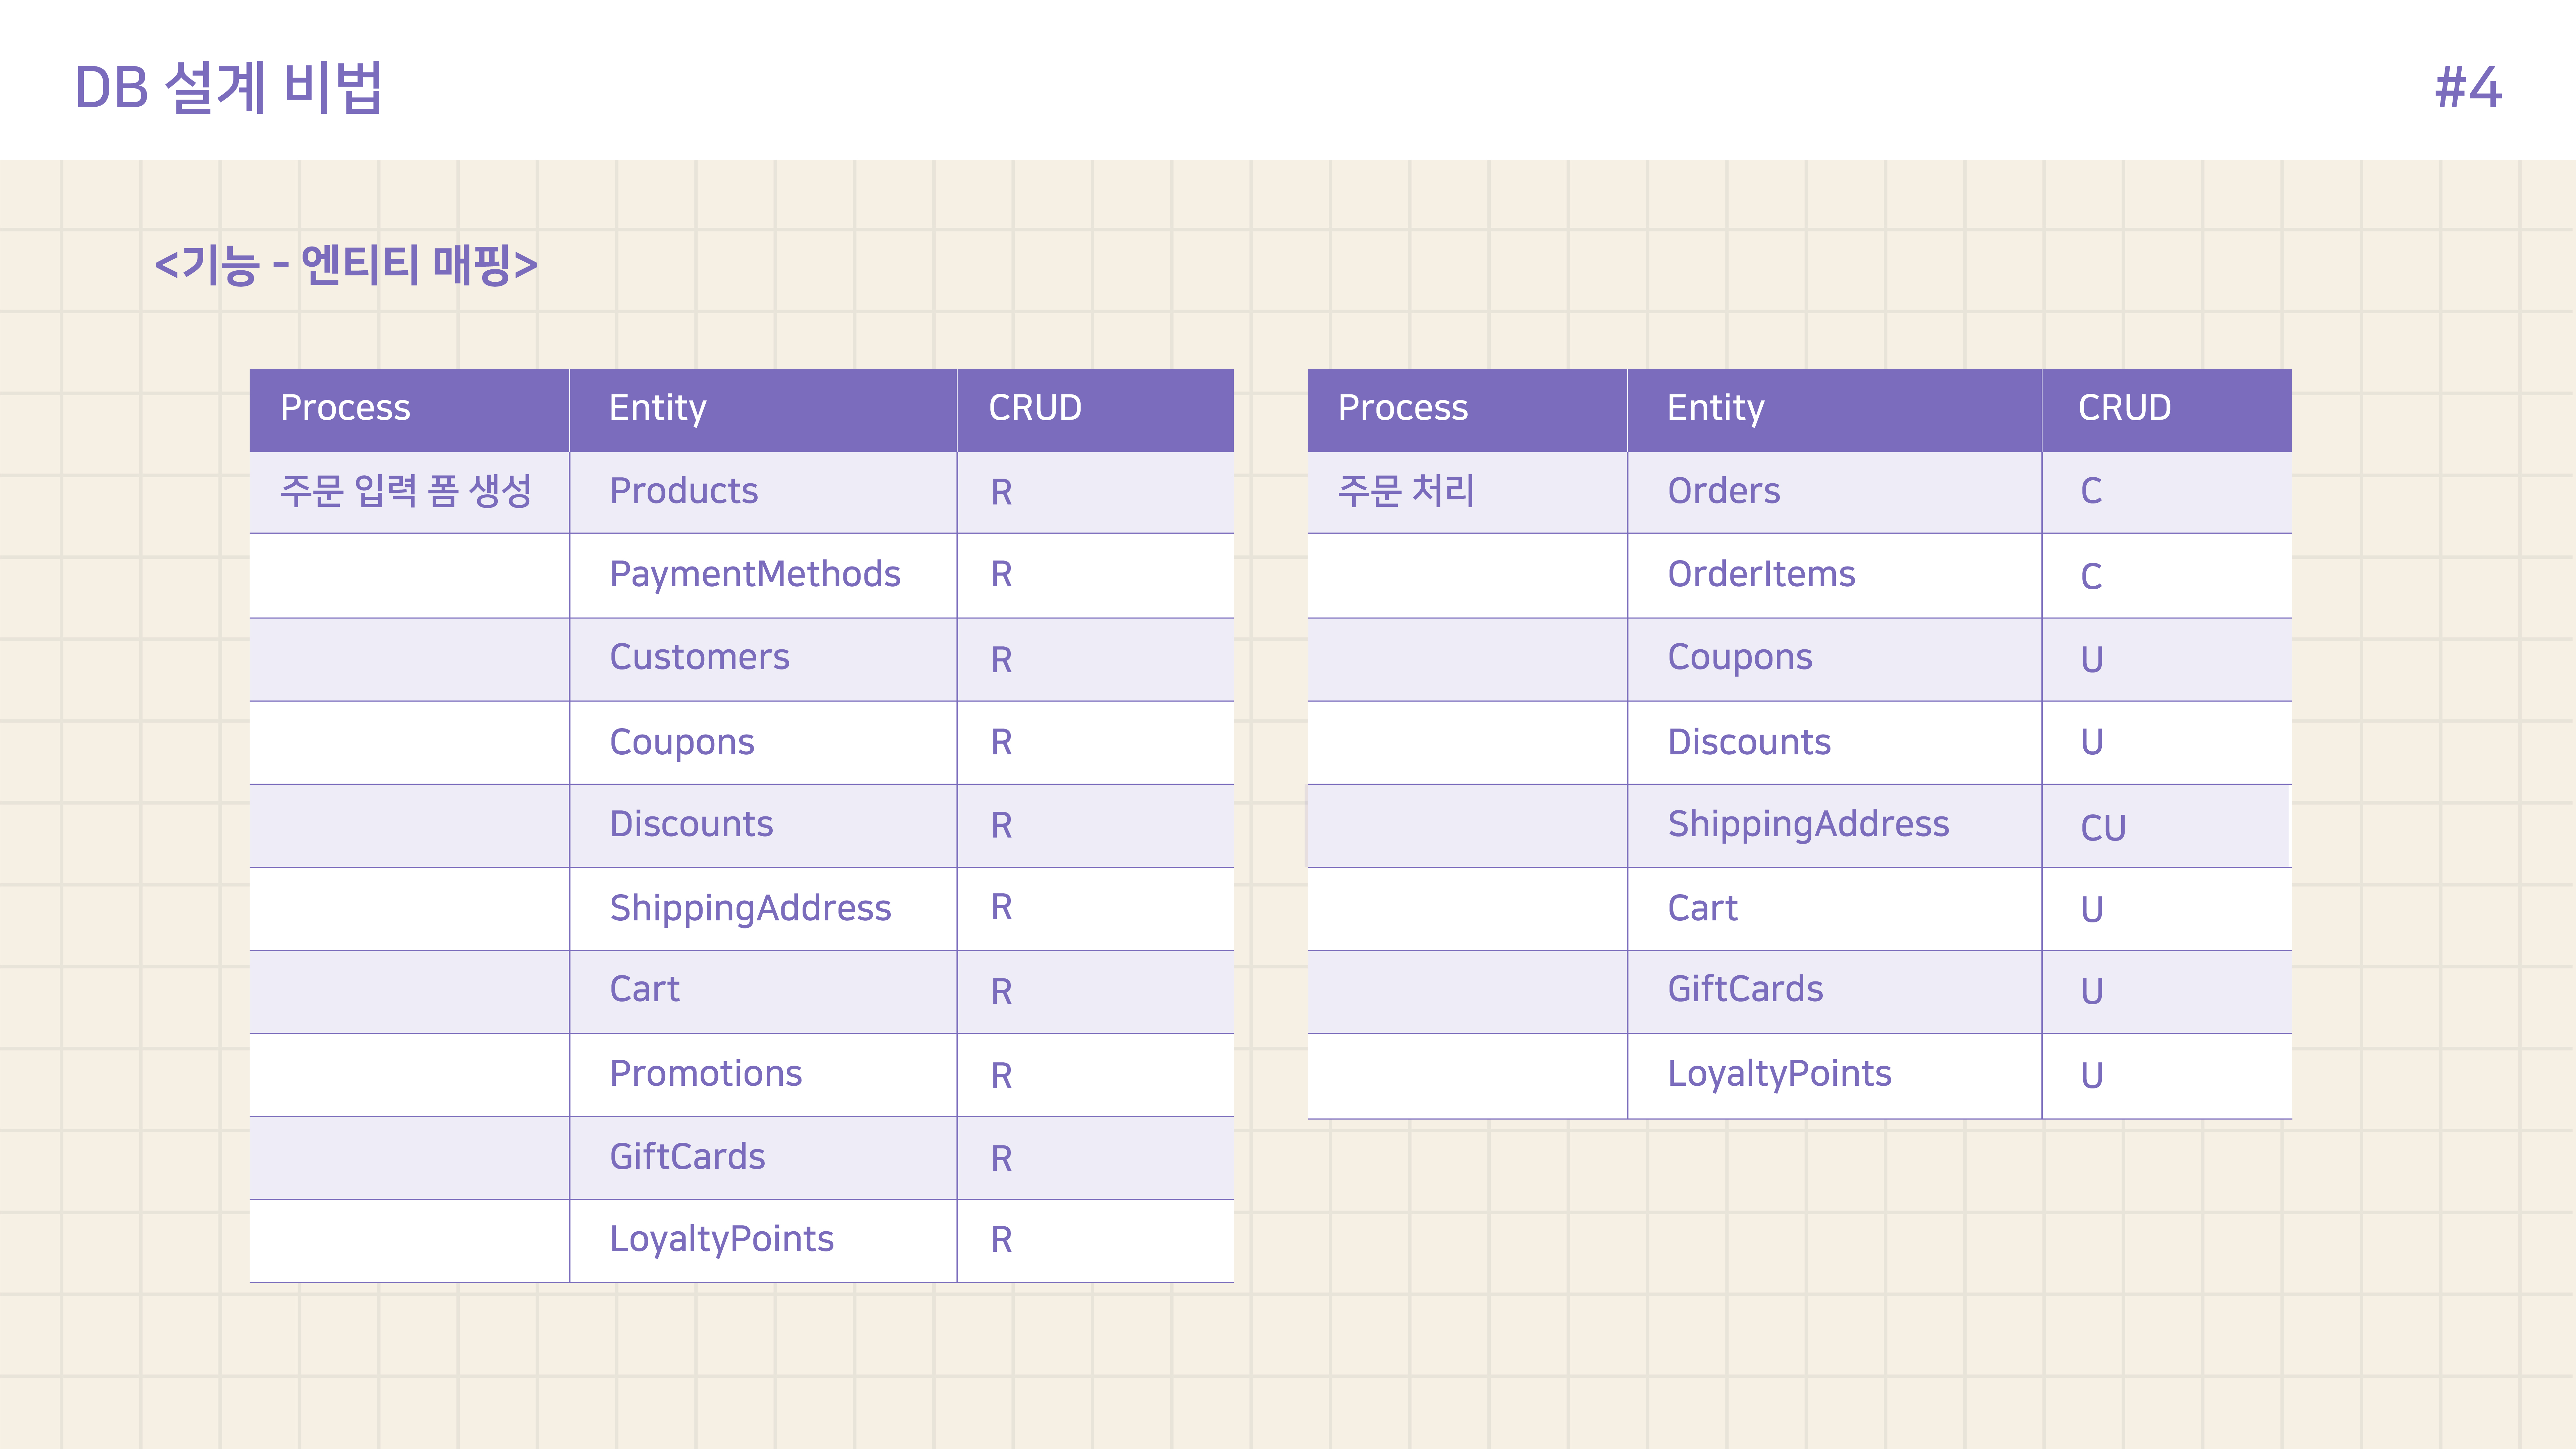 DB 설계 비법
#4
<기능 - 엔티티 매핑>
Process Entity CRUD
주문 입력 폼 생성 Products R
PaymentMethods R
Customers R
Coupons R
Discounts R
ShippingAddress R
Cart R
Promotions R
GiftCards R
LoyaltyPoints R
Process Entity CRUD
주문 처리 Orders C
OrderItems C
Coupons U
Discounts U
ShippingAddress CU
Cart U
GiftCards U
LoyaltyPoints U